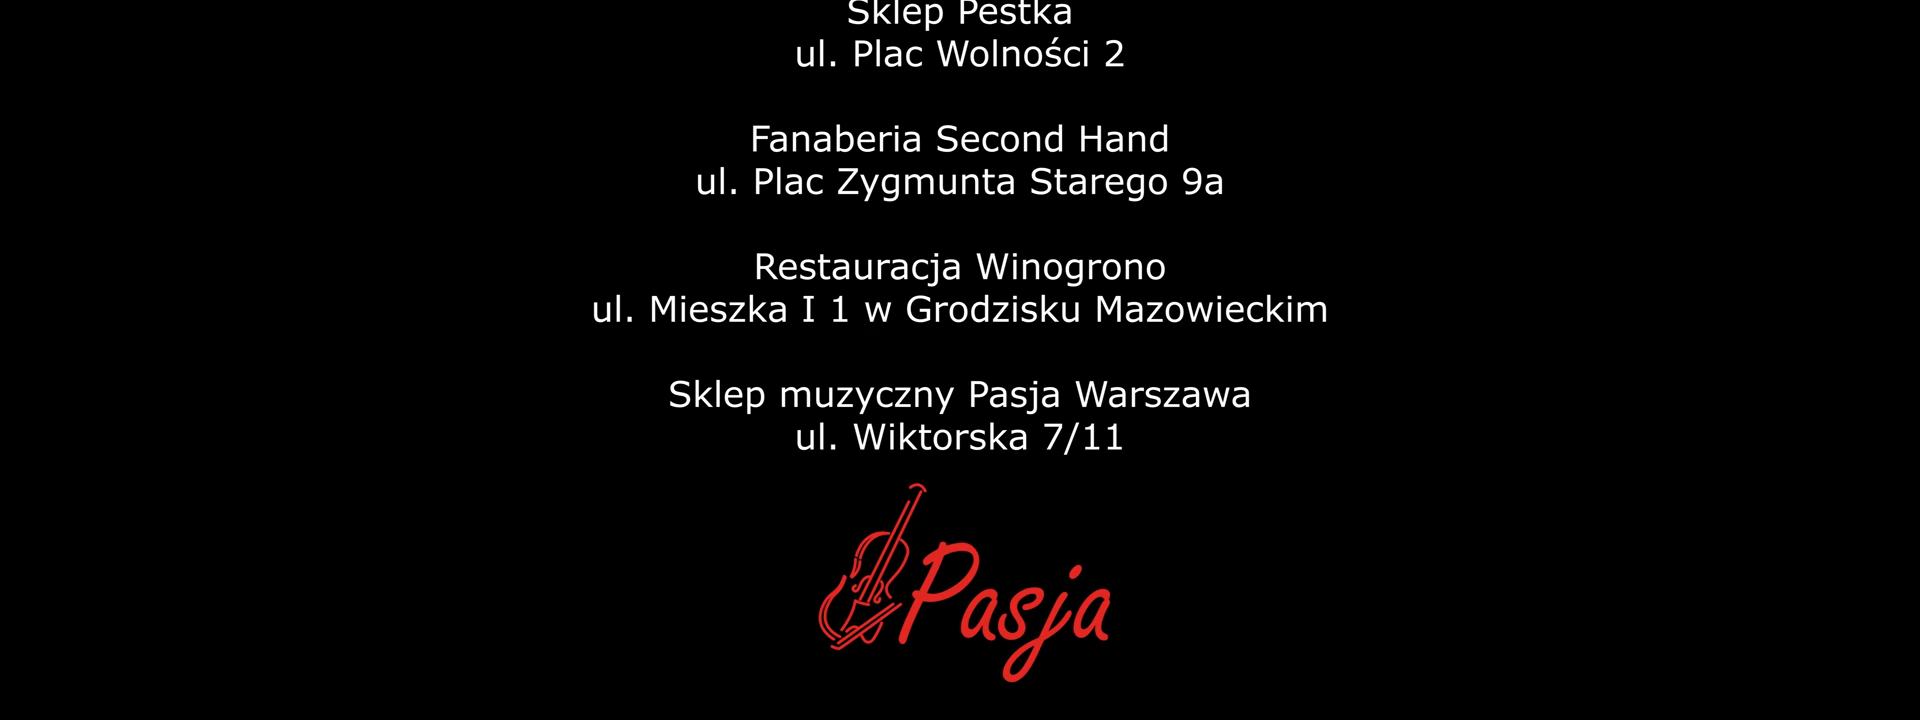 Sklep Pestka
ul. Plac Wolności 2
Fanaberia Second Hand
ul. Plac Zygmunta Starego 9a
Restauracja Winogrono
ul. Mieszka I 1 w Grodzisku Mazowieckim
Sklep muzyczny Pasja Warszawa
ul. Wiktorska 7/11
Pasja